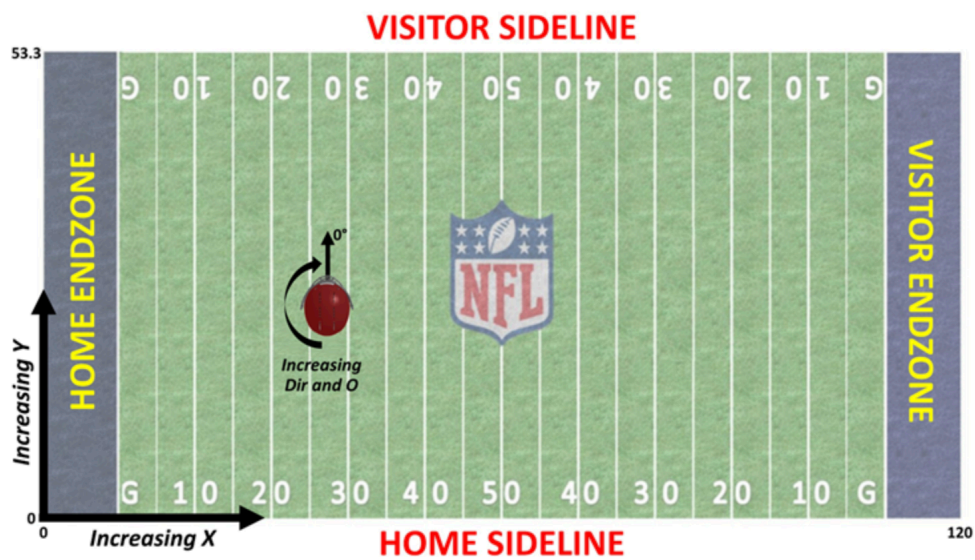 VISITOR SIDELINE
53.3
G 10 20 30 40 50 40 30 20 10 G
HOME ENDZONE
VISITOR ENDZONE
0°
NFL
Increasing
Dir and O
Increasing Y
G 10 20 30 40 50 40 30 20 10 G
0
0
Increasing X
HOME SIDELINE
120